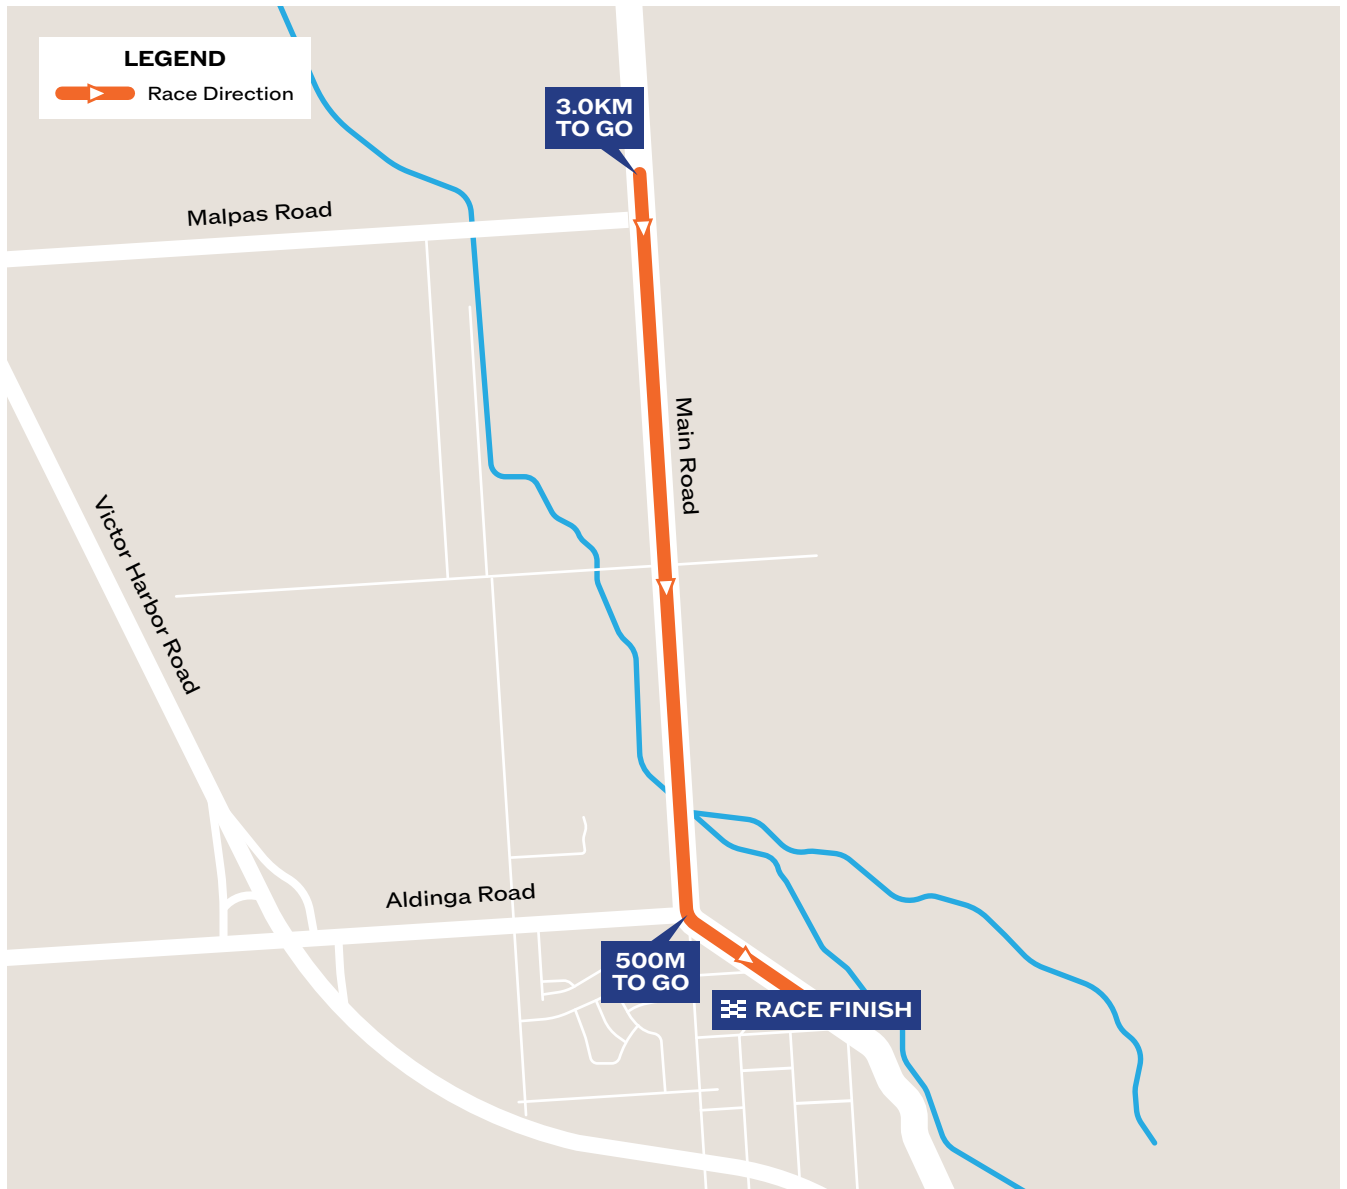 LEGEND
Race Direction
3.0KM
TO GO
Malpas Road
Main Road
Victor Harbor Road
Aldinga Road
500M
TO GO
RACE FINISH